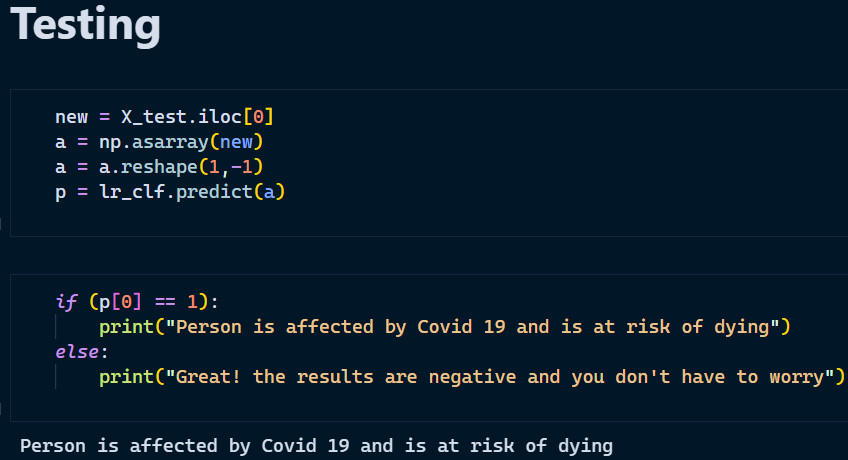 Testing
new = X_test.iloc[0]
a = np.asarray(new)
a = a.reshape(1,-1)
p = lr_clf.predict(a)
if (p[0] == 1):
print("Person is affected by Covid 19 and is at risk of dying")
else:
print("Great! the results are negative and you don't have to worry")
Person is affected by Covid 19 and is at risk of dying